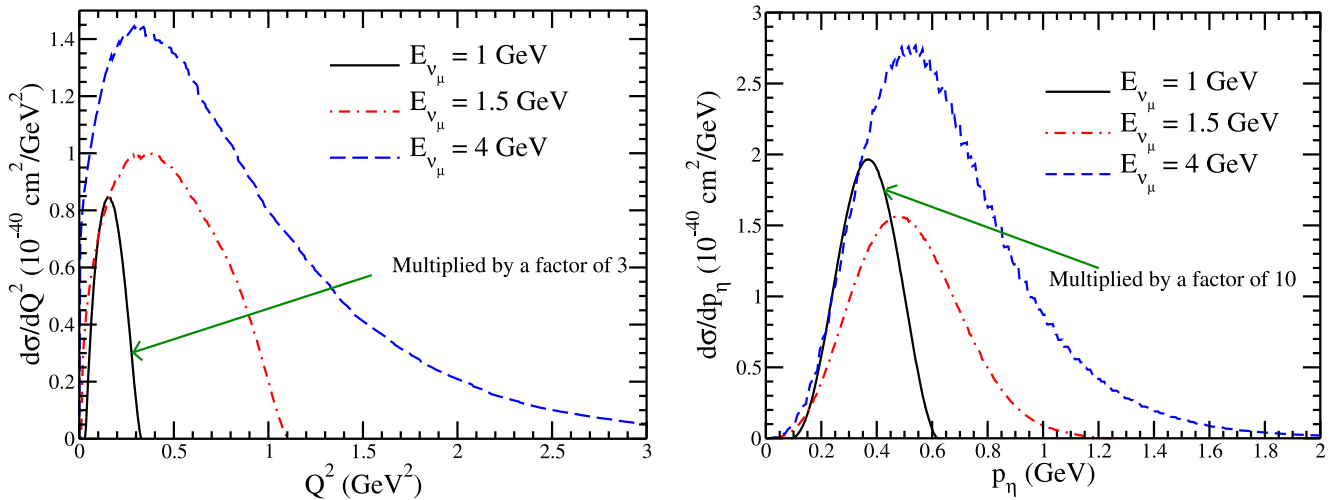 dσ/dQ² (10⁻⁴⁰ cm²/GeV²)
1.4
1.2
1
0.8
0.6
0.4
0.2
0
E_νμ = 1 GeV
E_νμ = 1.5 GeV
E_νμ = 4 GeV
Multiplied by a factor of 3
0 0.5 1 1.5 2 2.5 3
Q² (GeV²)
dσ/dp_η (10⁻⁴⁰ cm²/GeV)
3
2.5
2
1.5
1
0.5
0
E_νμ = 1 GeV
E_νμ = 1.5 GeV
E_νμ = 4 GeV
Multiplied by a factor of 10
0 0.2 0.4 0.6 0.8 1 1.2 1.4 1.6 1.8 2
p_η (GeV)